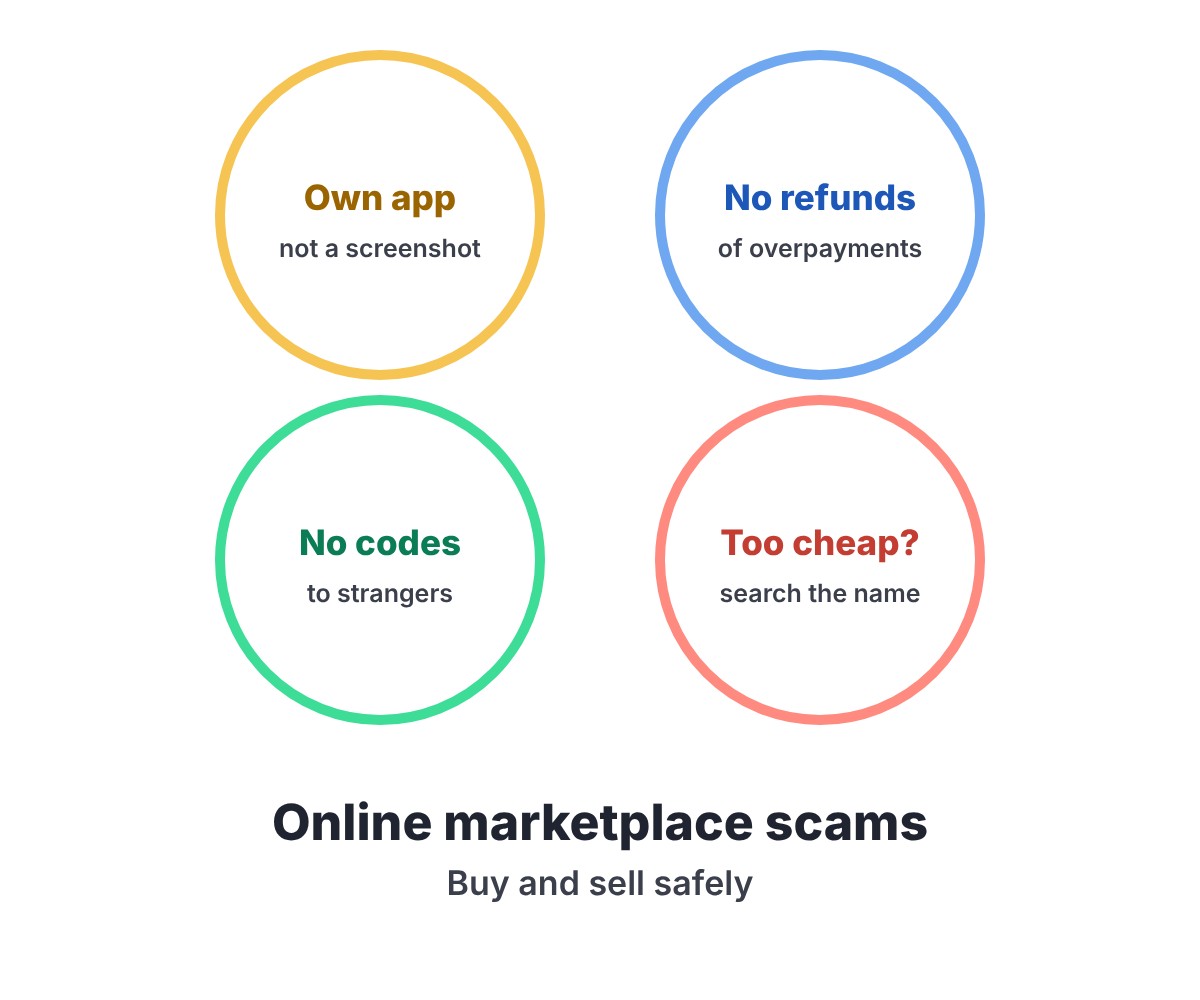 Own app
not a screenshot
No refunds
of overpayments
No codes
to strangers
Too cheap?
search the name
Online marketplace scams
Buy and sell safely